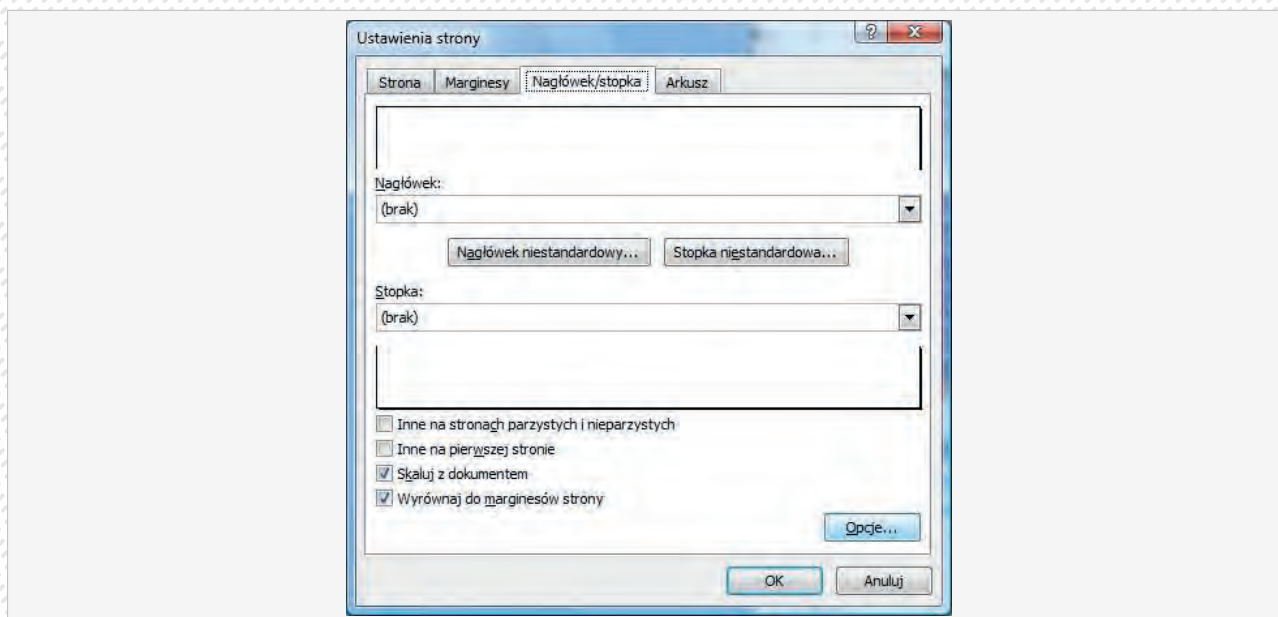 Ustawienia strony
Strona Marginesy Nagłówek/stopka Arkusz
Nagłówek:
(brak)
Nagłówek niestandardowy... Stopka niestandardowa...
Stopka:
(brak)
Inne na stronach parzystych i nieparzystych
Inne na pierwszej stronie
Skaluj z dokumentem
Wyrównaj do marginesów strony
Opcje...
OK Anuluj